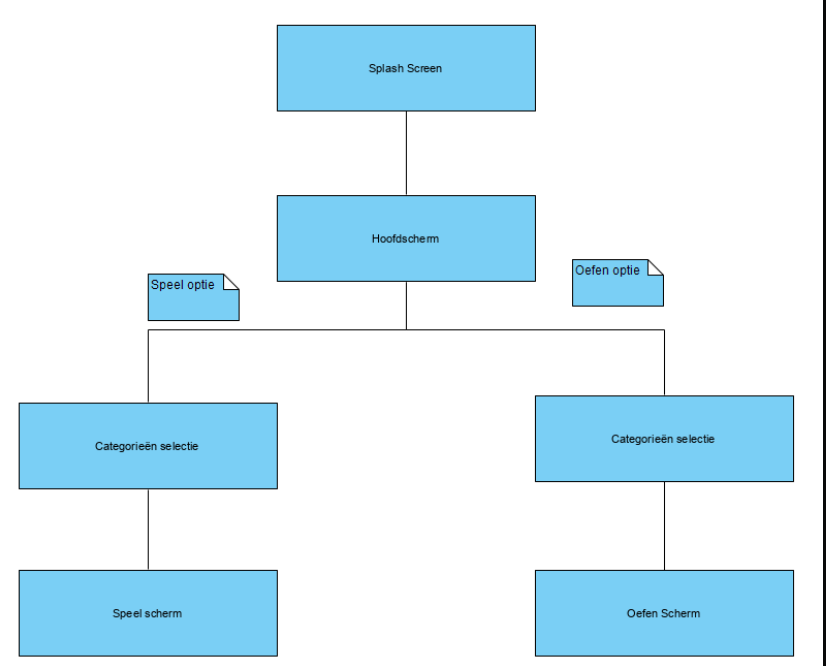 Splash Screen
Hoofdscherm
Speel optie
Oefen optie
Categorieën selectie
Categorieën selectie
Speel scherm
Oefen Scherm